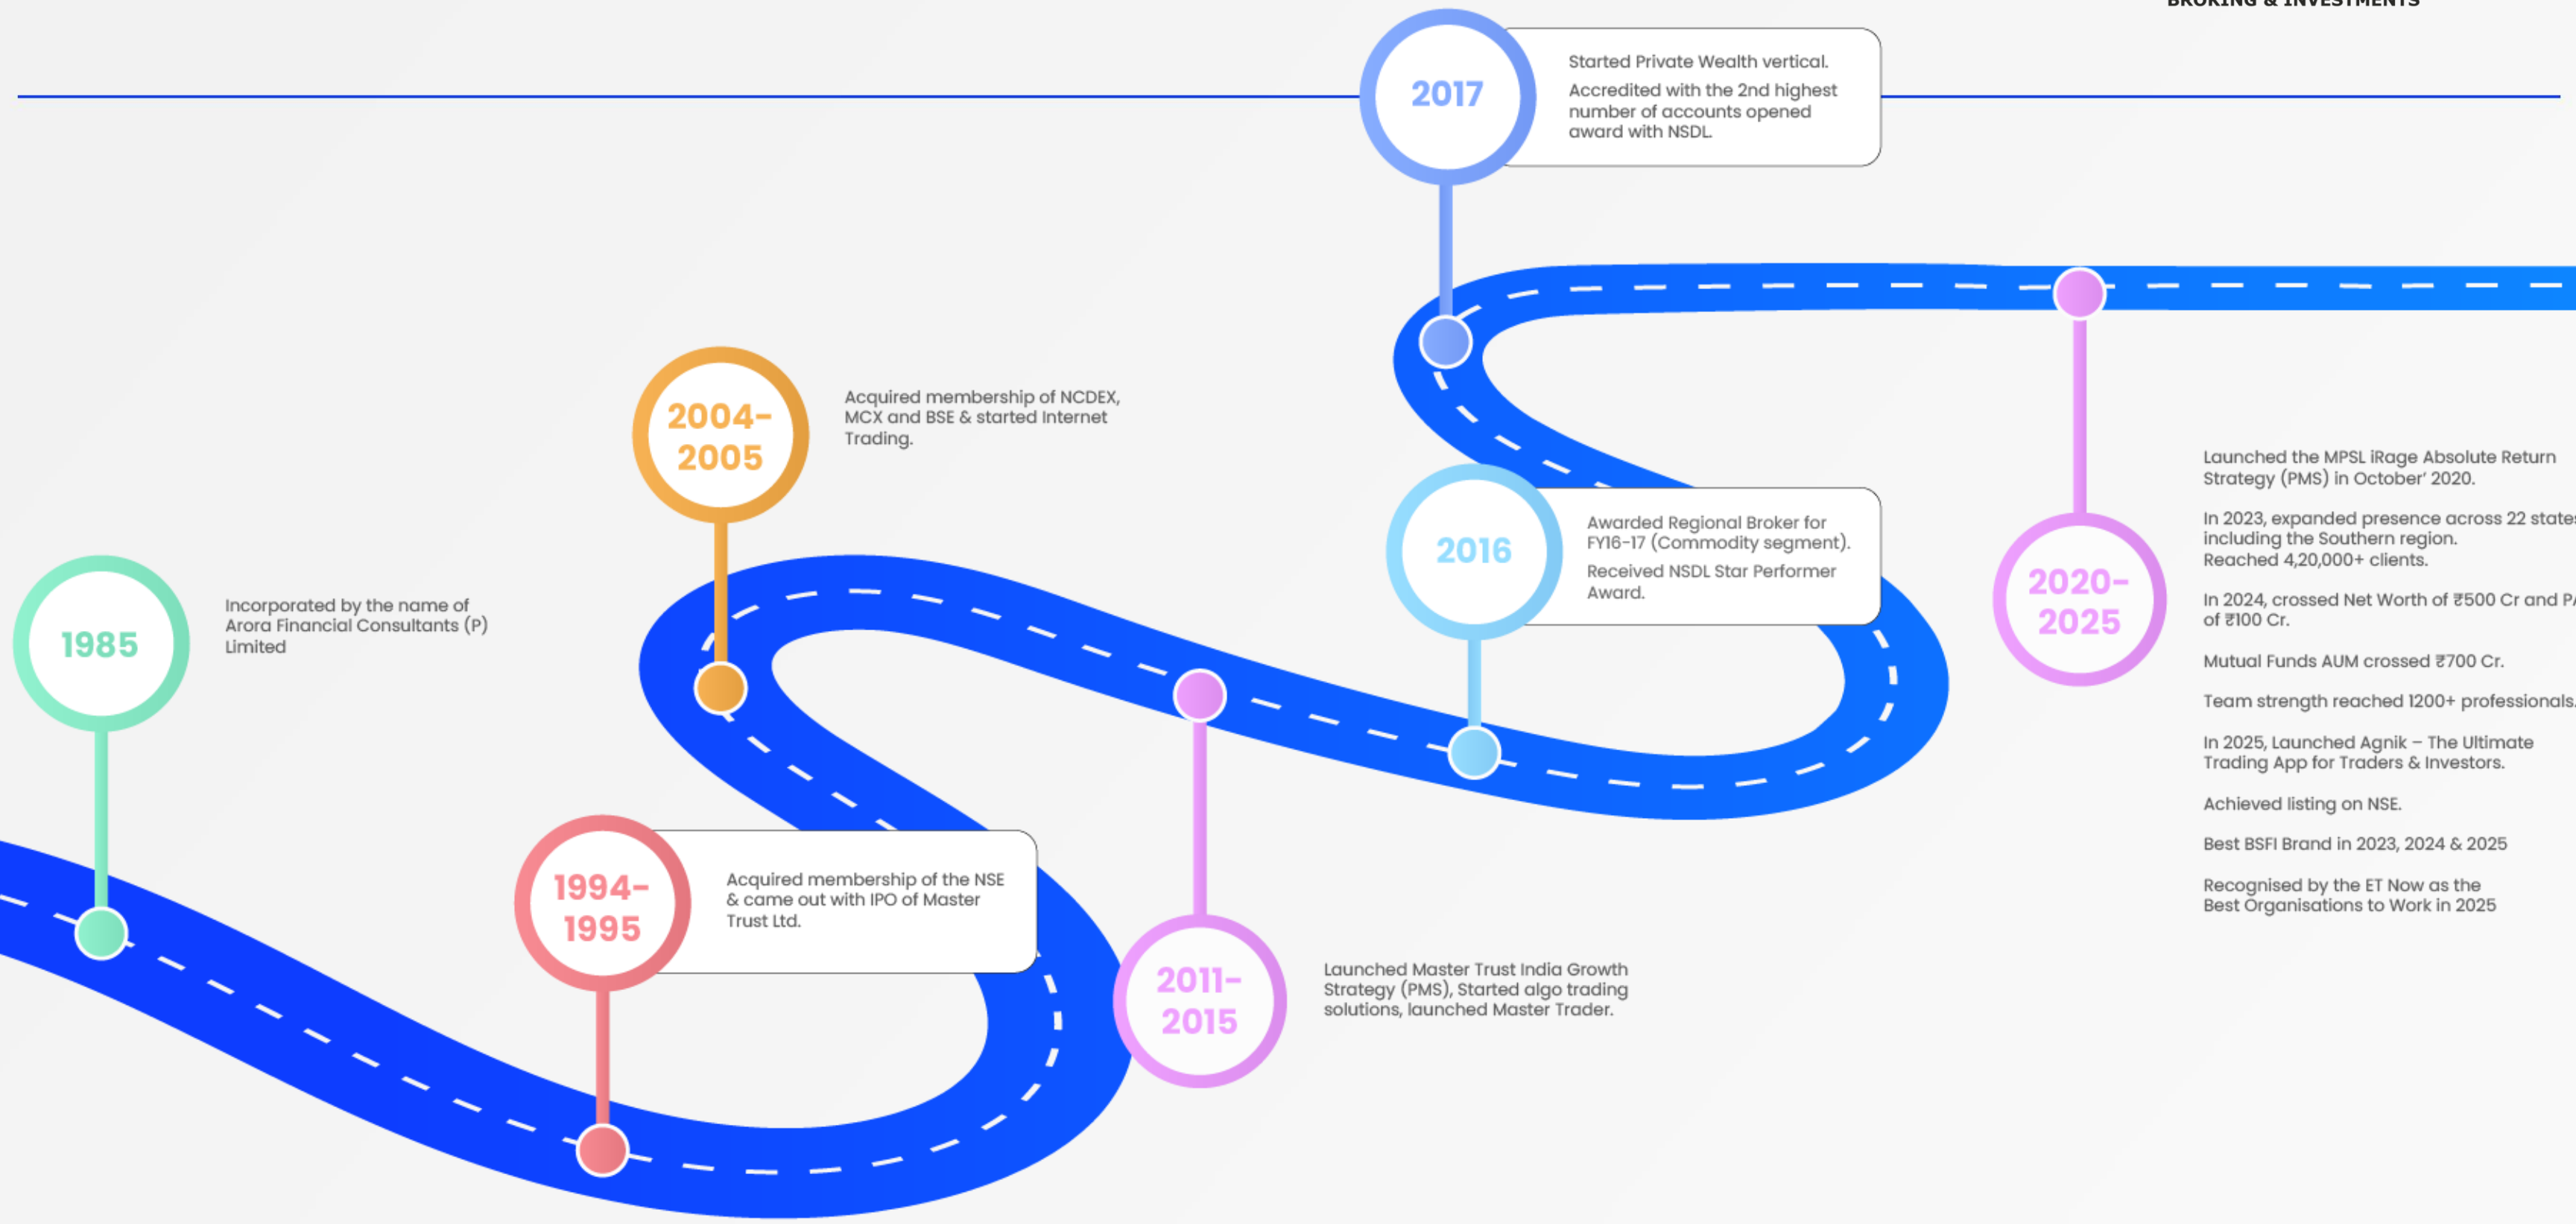 BROKING & INVESTMENTS
2017
Started Private Wealth vertical.
Accredited with the 2nd highest
number of accounts opened
award with NSDL.
2004-
2005
Acquired membership of NCDEX,
MCX and BSE & started Internet
Trading.
2016
Awarded Regional Broker for
FY16-17 (Commodity segment).
Received NSDL Star Performer
Award.
1985
Incorporated by the name of
Arora Financial Consultants (P)
Limited
2020-
2025
Launched the MPSL iRage Absolute Return
Strategy (PMS) in October’ 2020.
In 2023, expanded presence across 22 states
including the Southern region.
Reached 4,20,000+ clients.
In 2024, crossed Net Worth of ₹500 Cr and
of ₹100 Cr.
Mutual Funds AUM crossed ₹700 Cr.
Team strength reached 1200+ professionals.
In 2025, Launched Agnik – The Ultimate
Trading App for Traders & Investors.
Achieved listing on NSE.
Best BSFI Brand in 2023, 2024 & 2025
Recognised by the ET Now as the
Best Organisations to Work in 2025
1994-
1995
Acquired membership of the NSE
& came out with IPO of Master
Trust Ltd.
2011-
2015
Launched Master Trust India Growth
Strategy (PMS), Started algo trading
solutions, launched Master Trader.